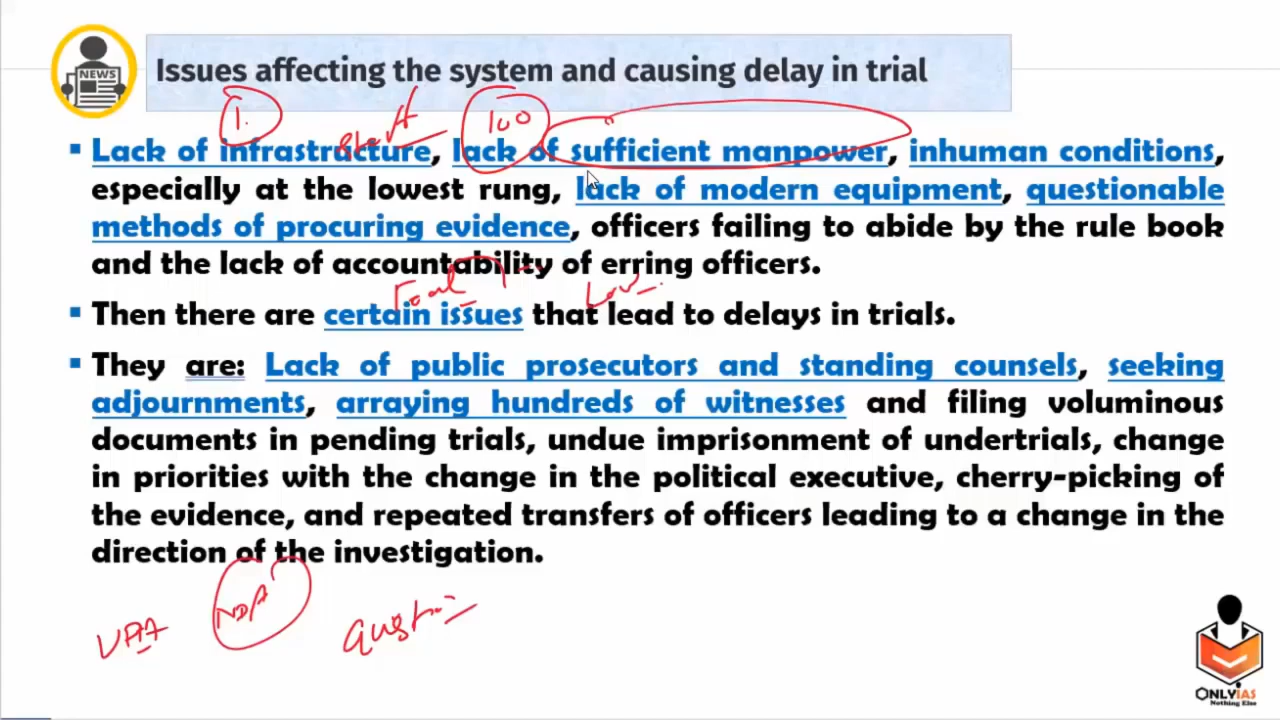 NEWS
Issues affecting the system and causing delay in trial
1.
Staff
100
▪ Lack of infrastructure, lack of sufficient manpower, inhuman conditions,
especially at the lowest rung, lack of modern equipment, questionable
methods of procuring evidence, officers failing to abide by the rule book
and the lack of accountability of erring officers.
Law
▪ Then there are certain issues that lead to delays in trials.
▪ They are: Lack of public prosecutors and standing counsels, seeking
adjournments, arraying hundreds of witnesses and filing voluminous
documents in pending trials, undue imprisonment of undertrials, change
in priorities with the change in the political executive, cherry-picking of
the evidence, and repeated transfers of officers leading to a change in the
direction of the investigation.
UPA
NDA
ONLYIAS
Nothing Else